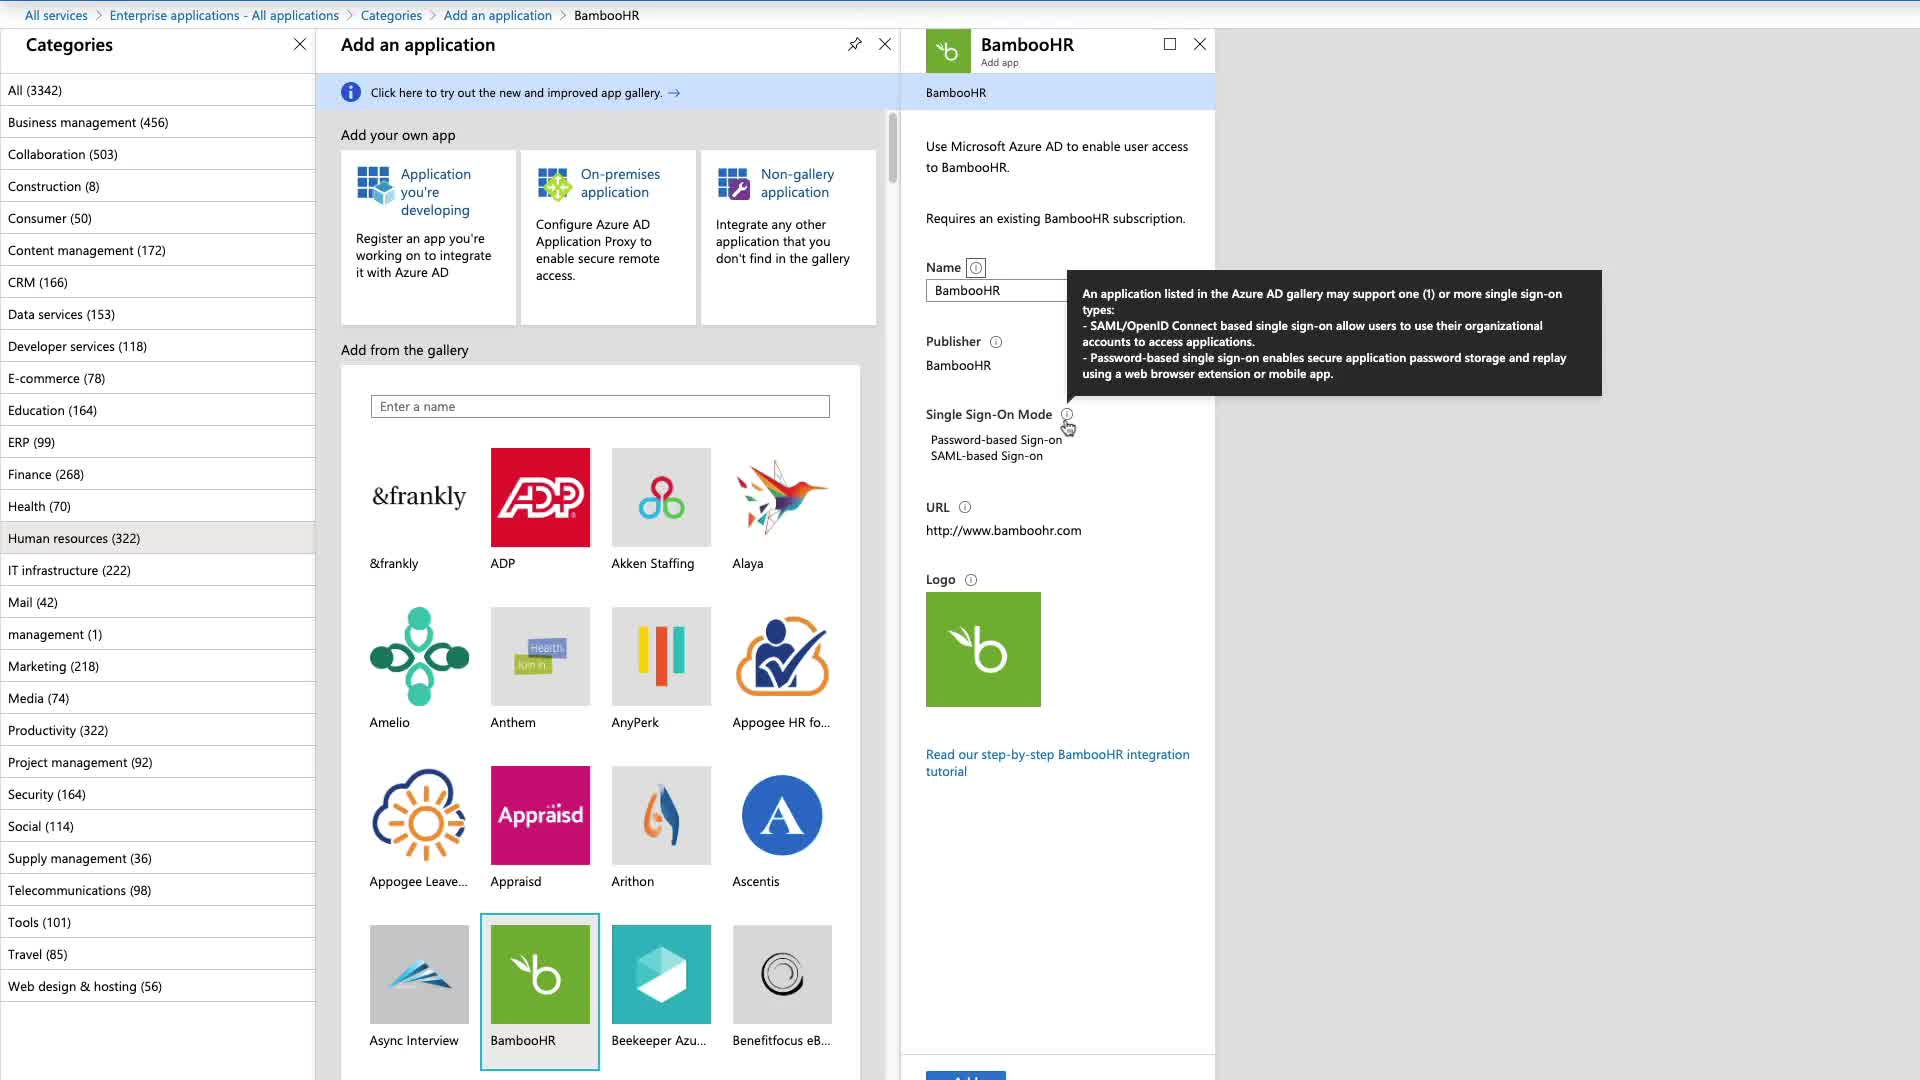 All services > Enterprise applications - All applications > Categories > Add an application > BambooHR
Categories
All (3342)
Business management (456)
Collaboration (503)
Construction (8)
Consumer (50)
Content management (172)
CRM (166)
Data services (153)
Developer services (118)
E-commerce (78)
Education (164)
ERP (99)
Finance (268)
Health (70)
Human resources (322)
IT infrastructure (222)
Mail (42)
management (1)
Marketing (218)
Media (74)
Productivity (322)
Project management (92)
Security (164)
Social (114)
Supply management (36)
Telecommunications (98)
Tools (101)
Travel (85)
Web design & hosting (56)
Add an application
Click here to try out the new and improved app gallery. →
Add your own app
Application
you're
developing
Register an app you're
working on to integrate
it with Azure AD
On-premises
application
Configure Azure AD
Application Proxy to
enable secure remote
access.
Non-gallery
application
Integrate any other
application that you
don't find in the gallery
Add from the gallery
Enter a name
&frankly
ADP
&frankly
ADP
Akken Staffing
Alaya
Health
Join in
Amelio
Anthem
AnyPerk
Appogee HR fo...
Appräisd
A
Appogee Leave...
Appraisd
Arithon
Ascentis
b
Async Interview
BambooHR
Beekeeper Azu...
Benefitfocus eB...
b
BambooHR
Add app
BambooHR
Use Microsoft Azure AD to enable user access
to BambooHR.
Requires an existing BambooHR subscription.
Name
BambooHR
An application listed in the Azure AD gallery may support one (1) or more single sign-on
types:
- SAML/OpenID Connect based single sign-on allow users to use their organizational
accounts to access applications.
- Password-based single sign-on enables secure application password storage and replay
using a web browser extension or mobile app.
Publisher
BambooHR
Single Sign-On Mode
Password-based Sign-on
SAML-based Sign-on
URL
http://www.bamboohr.com
Logo
b
Read our step-by-step BambooHR integration
tutorial